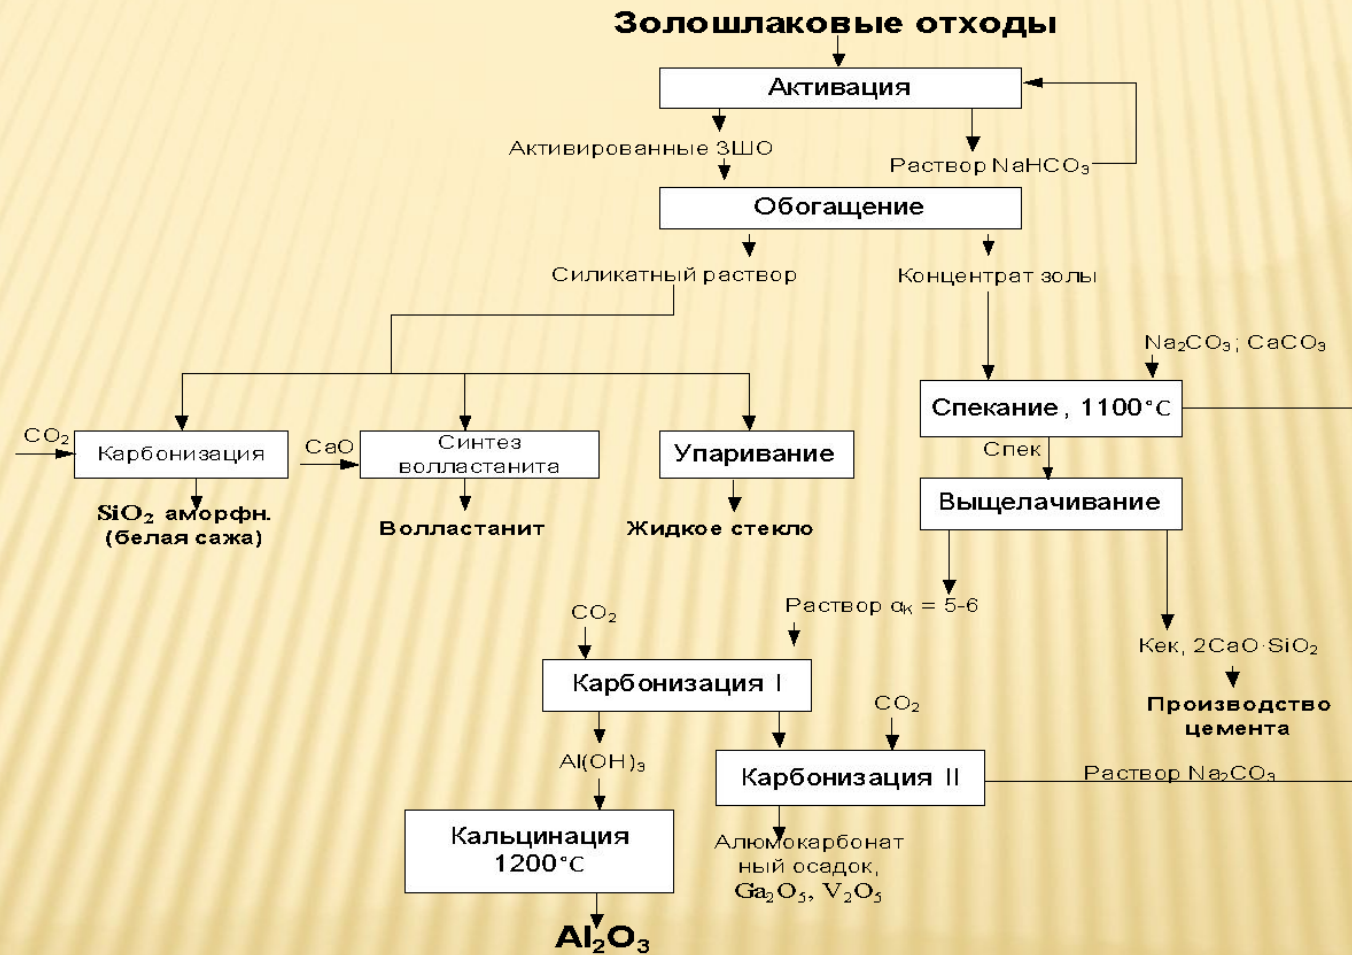 Золошлаковые отходы
Активация
Активированные ЗШО
Раствор NaHCO₃
Обогащение
Силикатный раствор
Концентрат золы
Na₂CO₃; CaCO₃
Спекание, 1100°C
CO₂
Карбонизация
CaO
Синтез
волластанита
Упаривание
Спек
Выщелачивание
SiO₂ аморфн.
(белая сажа)
Волластанит
Жидкое стекло
CO₂
Раствор αₖ = 5-6
Кек, 2CaO·SiO₂
Карбонизация I
CO₂
Производство
цемента
Al(OH)₃
Карбонизация II
Раствор Na₂CO₃
Кальцинация
1200°C
Алюмокарбонат
ный осадок,
Ga₂O₅, V₂O₅
Al₂O₃